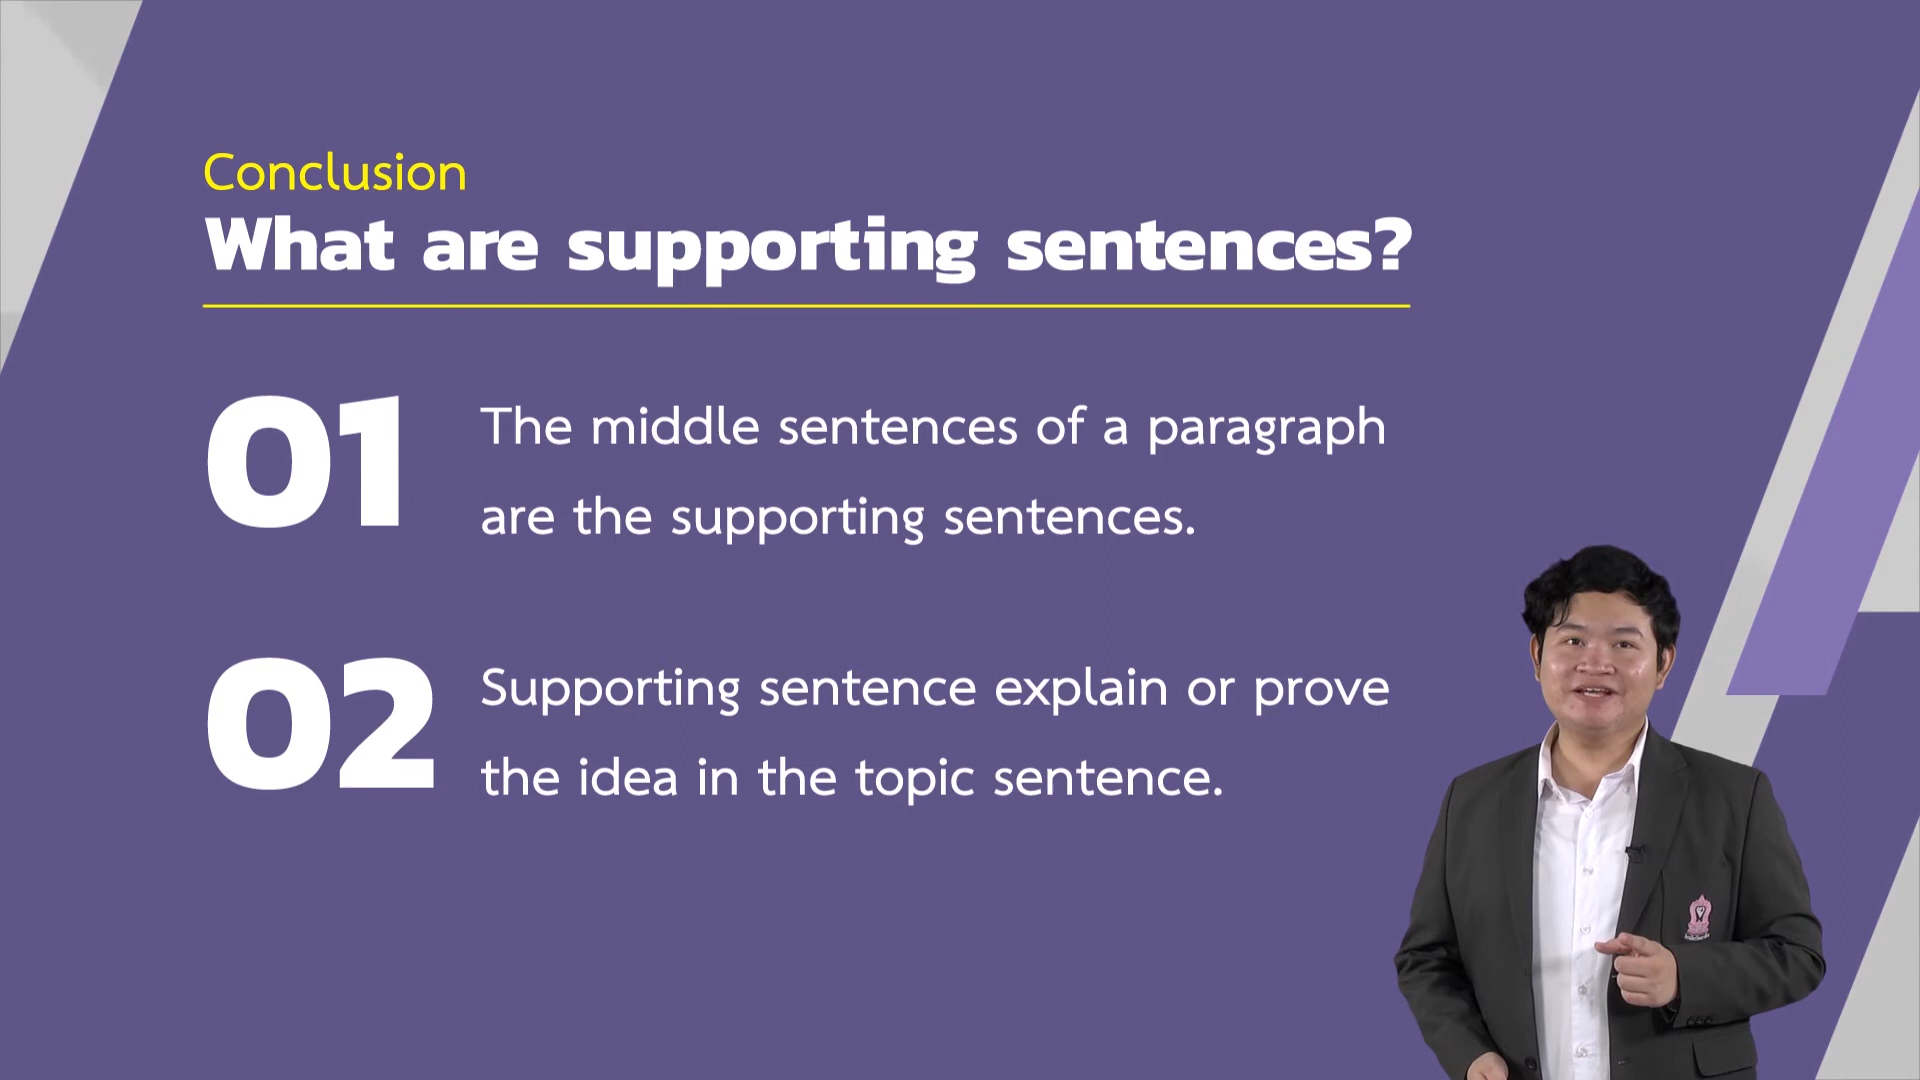 Conclusion
What are supporting sentences?
01
The middle sentences of a paragraph
are the supporting sentences.
02
Supporting sentence explain or prove
the idea in the topic sentence.